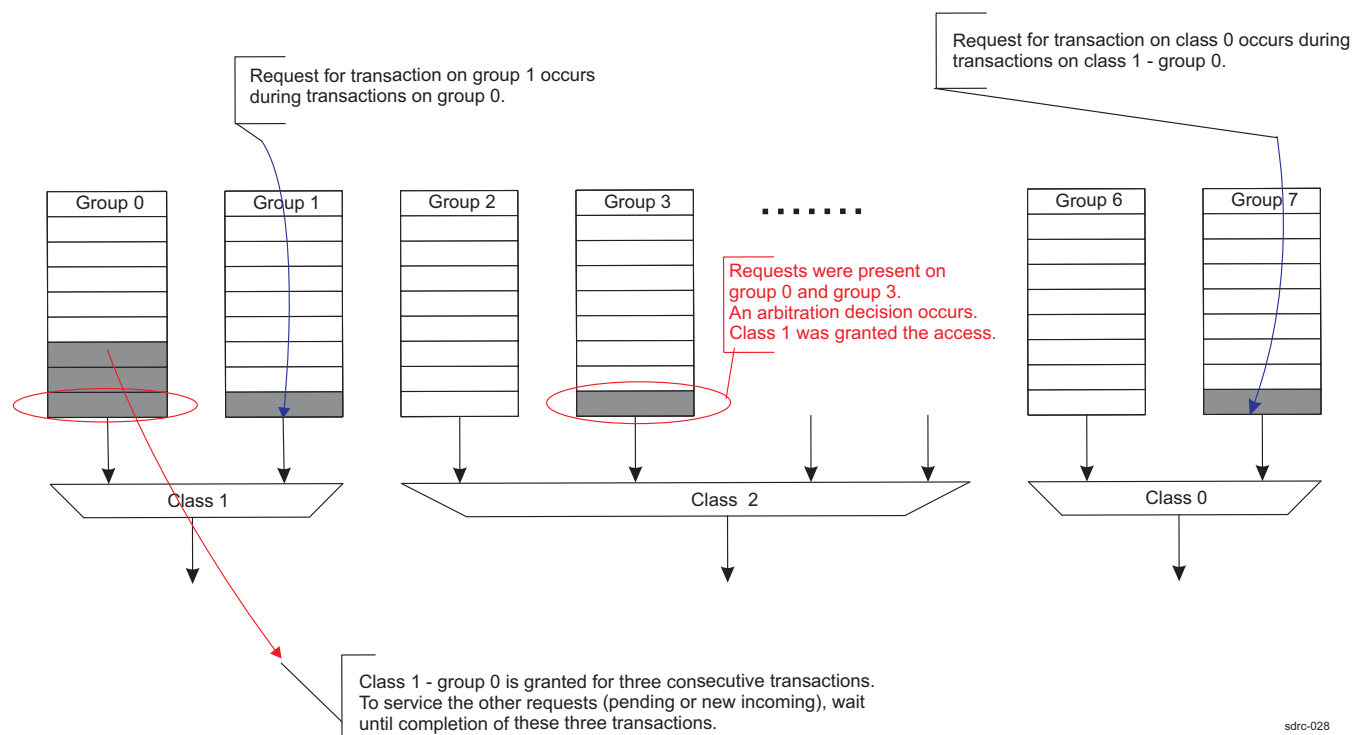 Request for transaction on group 1 occurs
during transactions on group 0.
Request for transaction on class 0 occurs during
transactions on class 1 - group 0.
Group 0
Group 1
Group 2
Group 3
Group 6
Group 7
Requests were present on
group 0 and group 3.
An arbitration decision occurs.
Class 1 was granted the access.
Class 1
Class 2
Class 0
Class 1 - group 0 is granted for three consecutive transactions.
To service the other requests (pending or new incoming), wait
until completion of these three transactions.
sdrc-028